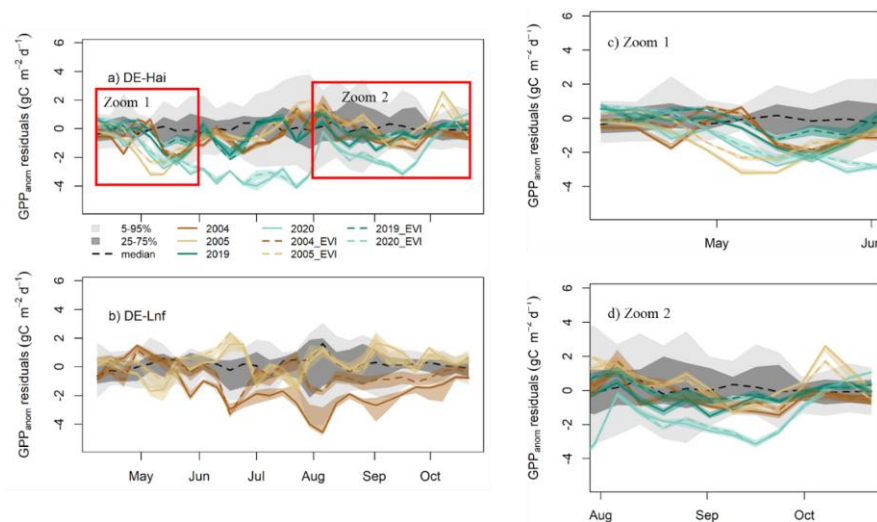 GPPanom residuals (gC m⁻² d⁻¹)
6
4
2
0
-2
-4
a) DE-Hai
Zoom 1
Zoom 2
5-95%
25-75%
median
2004
2005
2019
2020
2004_EVI
2005_EVI
2019_EVI
2020_EVI
GPPanom residuals (gC m⁻² d⁻¹)
6
4
2
0
-2
-4
b) DE-Lnf
May
Jun
Jul
Aug
Sep
Oct
GPPanom residuals (gC m⁻² d⁻¹)
6
4
2
0
-2
-4
c) Zoom 1
May
Jun
GPPanom residuals (gC m⁻² d⁻¹)
6
4
2
0
-2
-4
d) Zoom 2
Aug
Sep
Oct